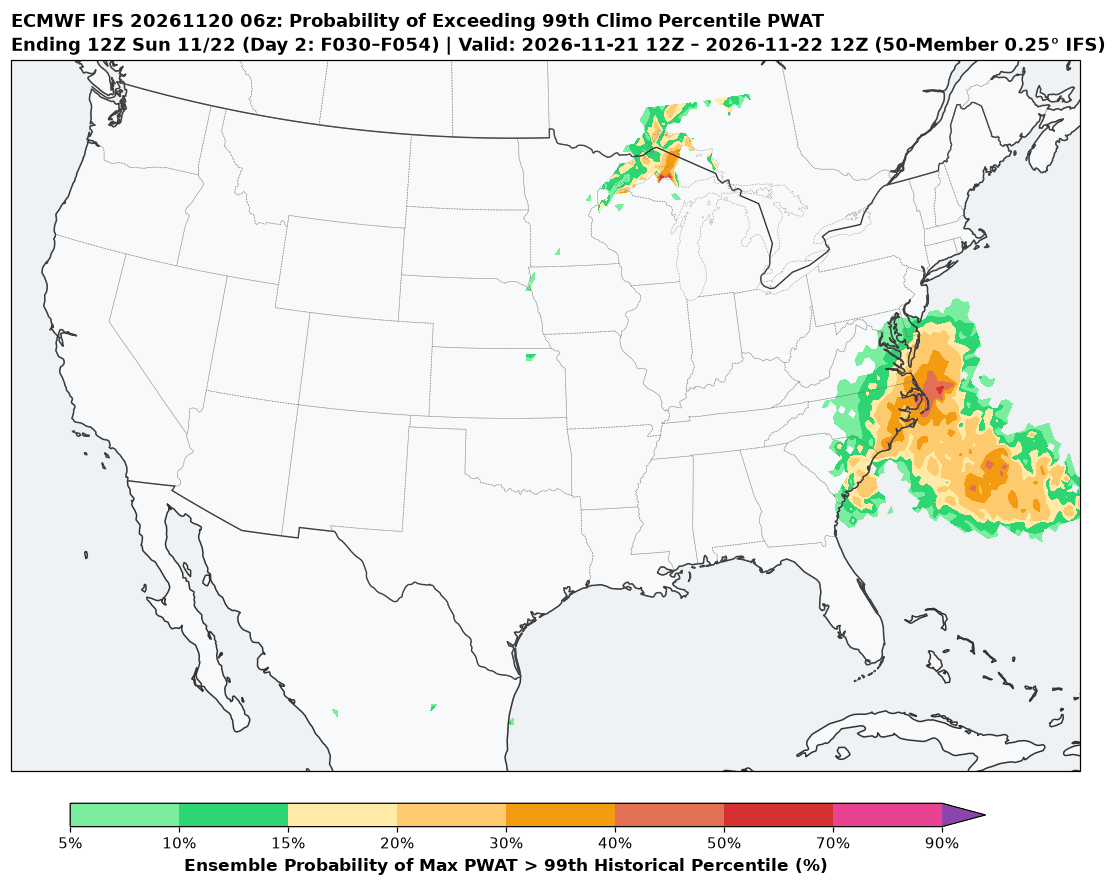 ECMWF IFS 20261120 06z: Probability of Exceeding 99th Climo Percentile PWAT
Ending 12Z Sun 11/22 (Day 2: F030–F054) | Valid: 2026-11-21 12Z – 2026-11-22 12Z (50-Member 0.25° IFS)
5% 10% 15% 20% 30% 40% 50% 70% 90%
Ensemble Probability of Max PWAT > 99th Historical Percentile (%)